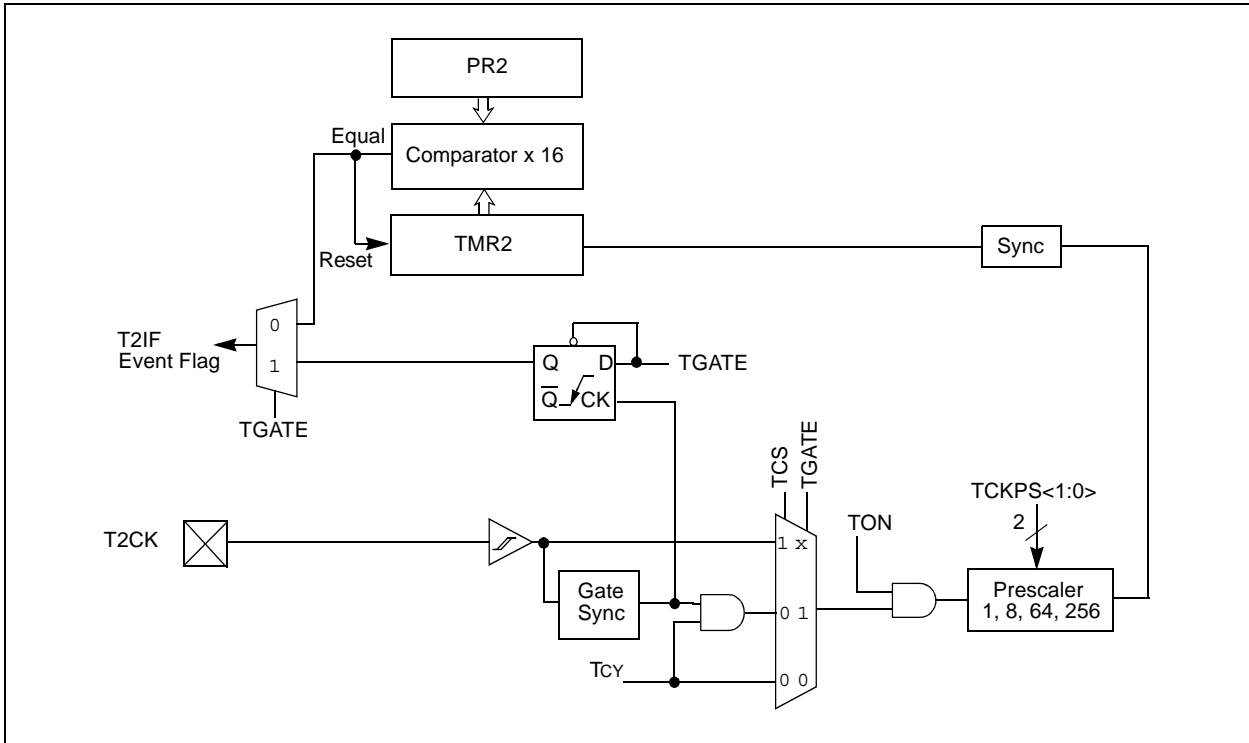 PR2
Equal
Comparator x 16
Reset
TMR2
Sync
T2IF
Event Flag
0
1
TGATE
Q
D
TGATE
Q
CK
TCS
TGATE
TCKPS<1:0>
2
TON
T2CK
1 x
Gate
Sync
0 1
Prescaler
1, 8, 64, 256
TCY
0 0